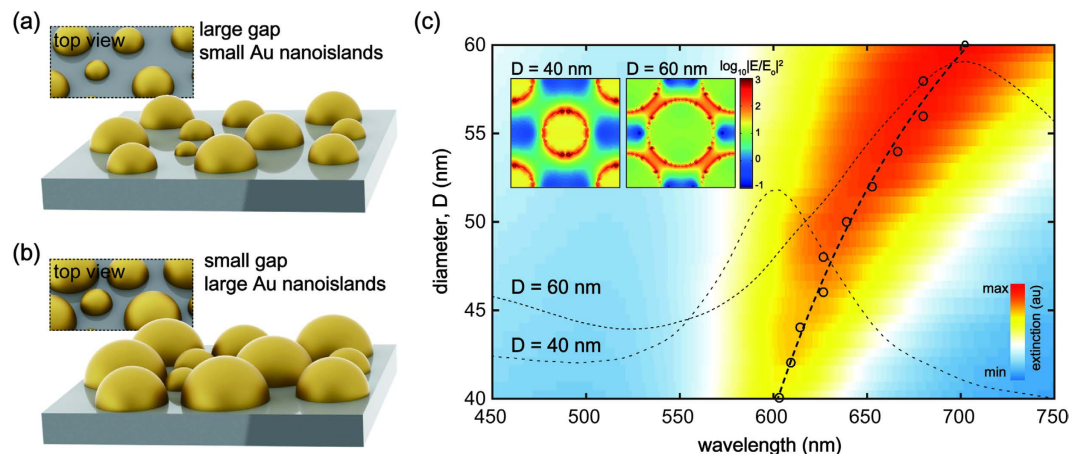 (a)
top view
large gap
small Au nanoislands
(b)
top view
small gap
large Au nanoislands
(c)
D = 40 nm
D = 60 nm
log₁₀|E/Eₒ|²
3
2
1
0
-1
D = 60 nm
D = 40 nm
max
min
extinction (au)
60
55
50
45
40
diameter, D (nm)
450
500
550
600
650
700
750
wavelength (nm)